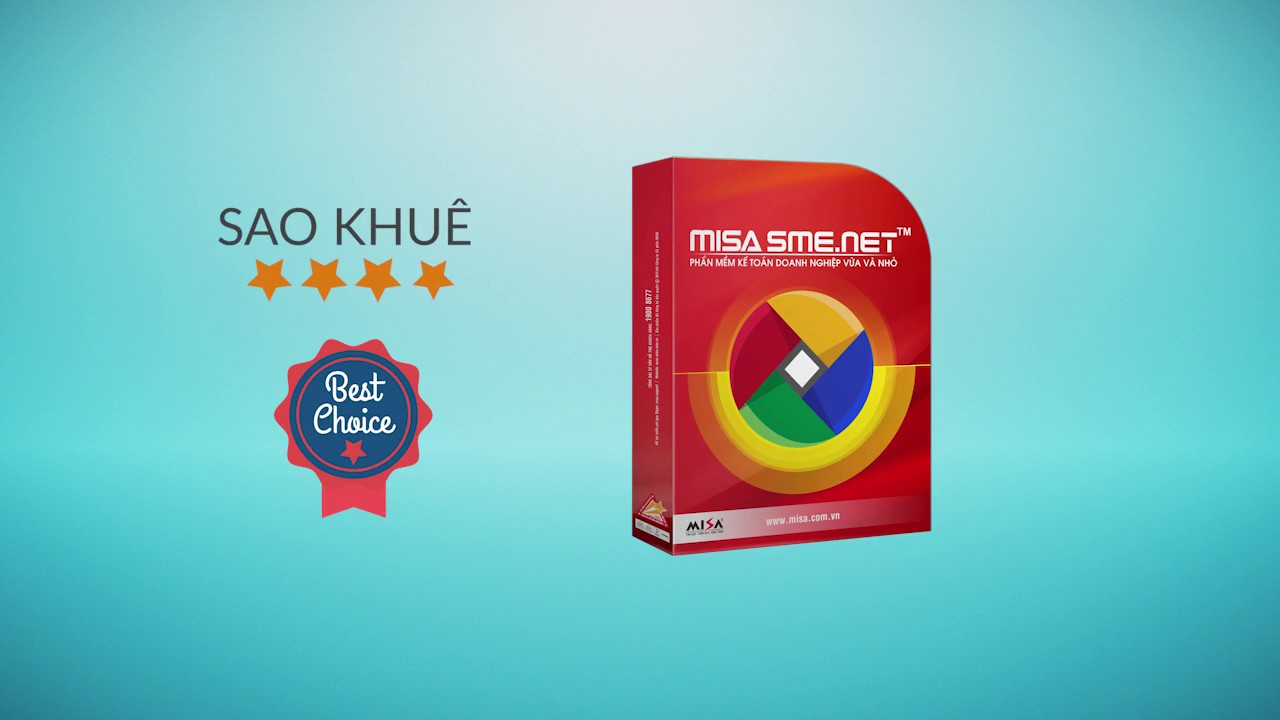 SAO KHUÊ
Best
Choice
MISA SME.NET™
PHẦN MỀM KẾ TOÁN DOANH NGHIỆP VỪA VÀ NHỎ
1900 8677
MISA
www.misa.com.vn